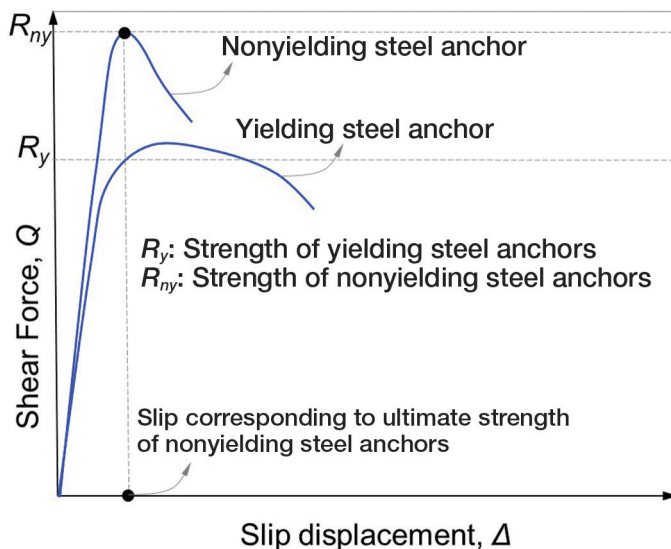 R_ny
Nonyielding steel anchor
Yielding steel anchor
R_y
R_y: Strength of yielding steel anchors
R_ny: Strength of nonyielding steel anchors
Shear Force, Q
Slip corresponding to ultimate strength
of nonyielding steel anchors
Slip displacement, Δ